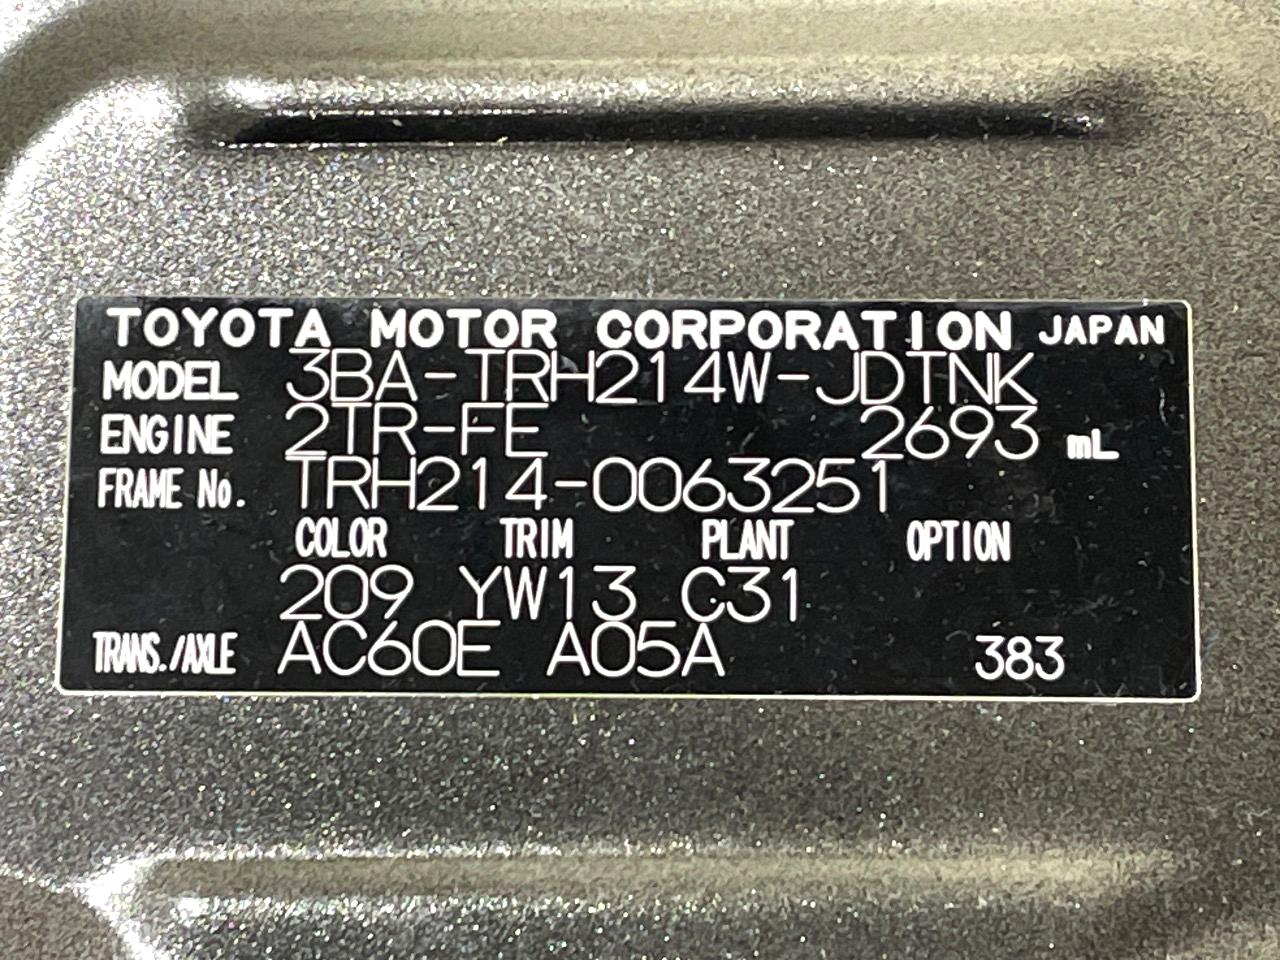 TOYOTA MOTOR CORPORATION JAPAN
MODEL 3BA-TRH214W-JDTNK
ENGINE 2TR-FE 2693 mL
FRAME No. TRH214-0063251
COLOR TRIM PLANT OPTION
209 YW13 C31
TRANS./AXLE AC60E A05A 383